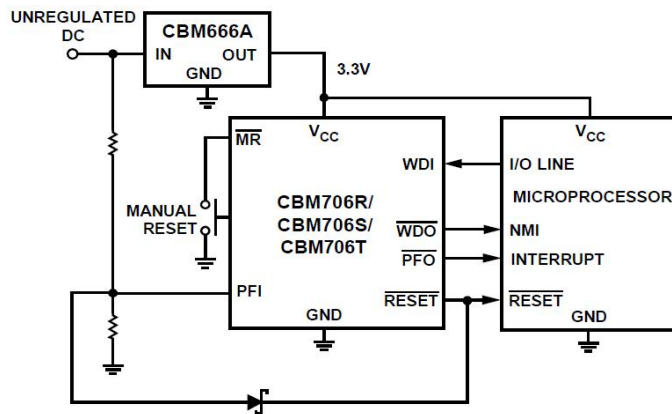 UNREGULATED
DC
CBM666A
IN
OUT
GND
3.3V
MR
VCC
WDI
CBM706R/
CBM706S/
CBM706T
WDO
PFO
PFI
RESET
GND
MANUAL
RESET
VCC
I/O LINE
MICROPROCESSOR
NMI
INTERRUPT
RESET
GND